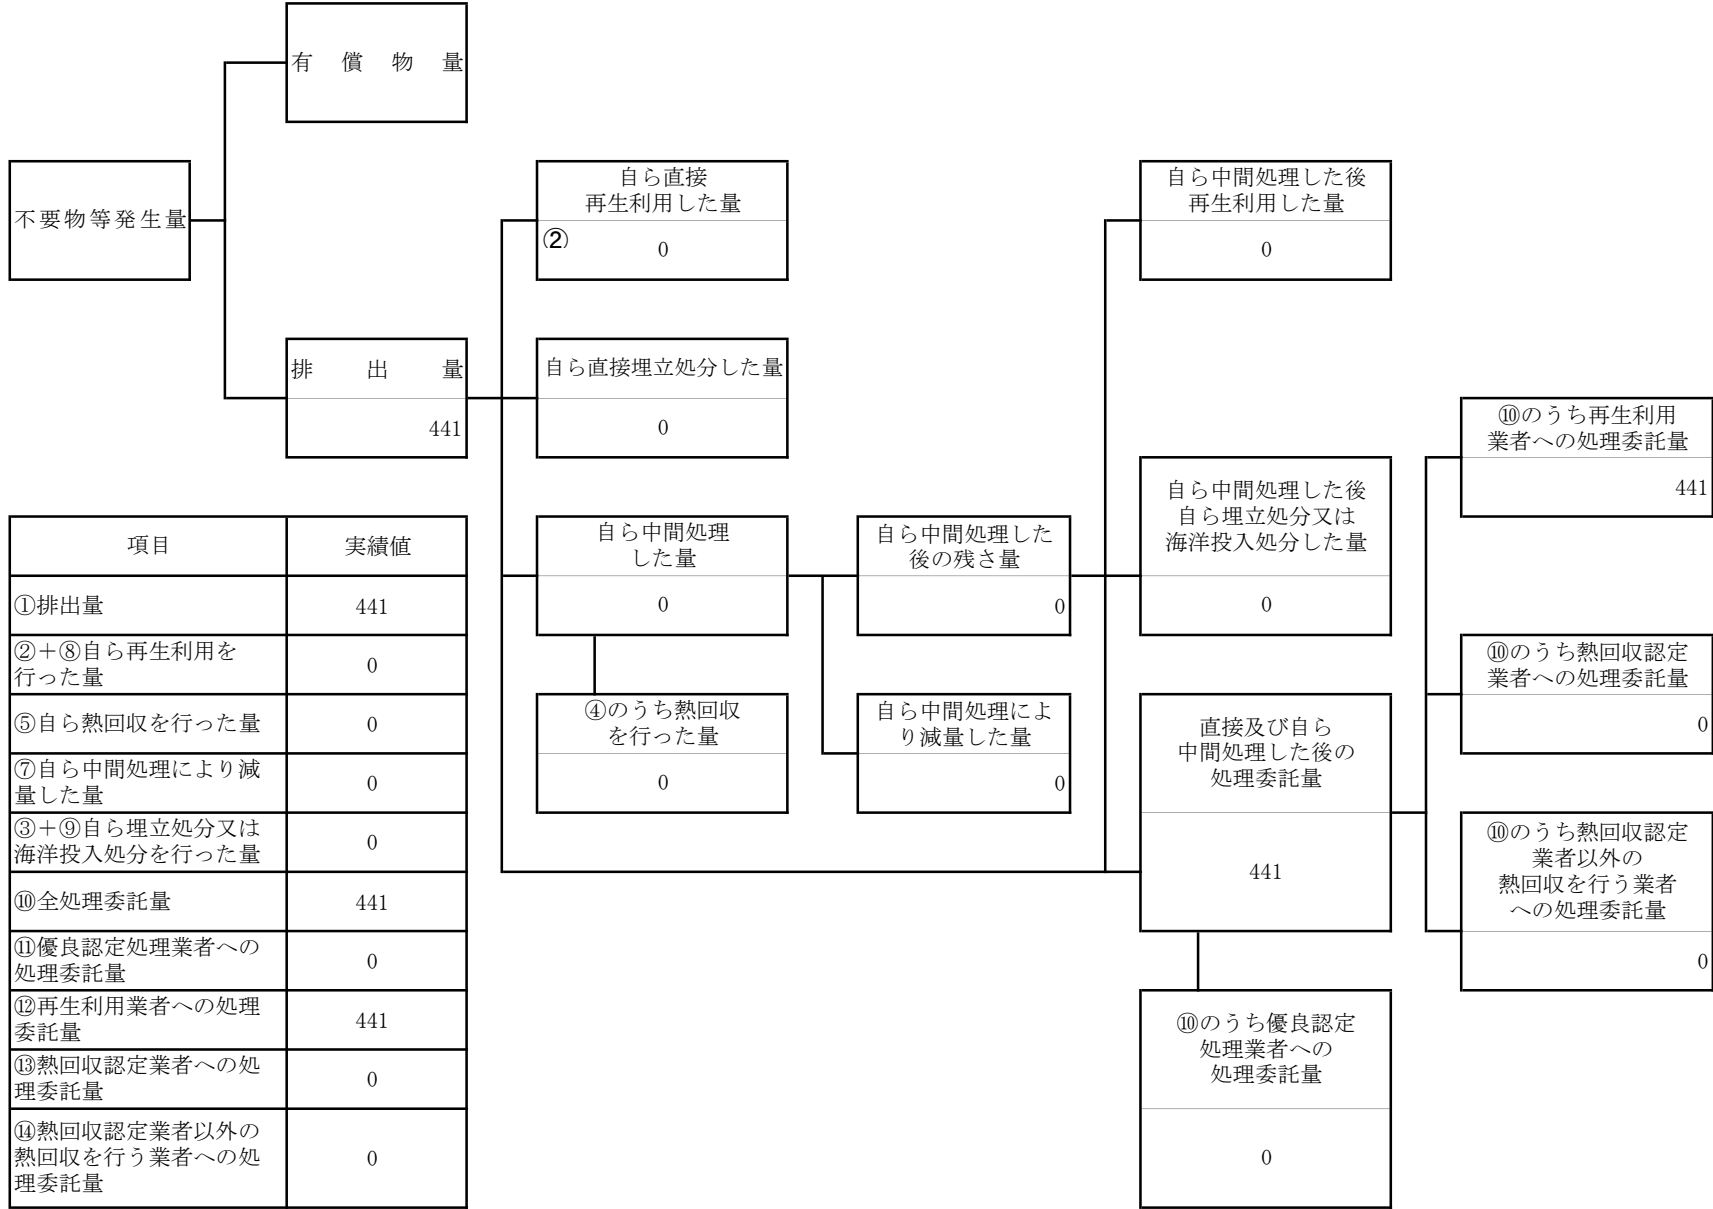 有償物量
不要物等発生量
排出量
441
自ら直接
再生利用した量
②
0
自ら直接埋立処分した量
0
自ら中間処理
した量
0
④のうち熱回収
を行った量
0
自ら中間処理した
後の残さ量
0
自ら中間処理によ
り減量した量
0
自ら中間処理した後
再生利用した量
0
自ら中間処理した後
自ら埋立処分又は
海洋投入処分した量
0
直接及び自ら
中間処理した後の
処理委託量
441
⑩のうち優良認定
処理業者への
処理委託量
0
⑩のうち再生利用
業者への処理委託量
441
⑩のうち熱回収認定
業者への処理委託量
0
⑩のうち熱回収認定
業者以外の
熱回収を行う業者
への処理委託量
0
項目 実績値
①排出量 441
②+⑧自ら再生利用を
行った量 0
⑤自ら熱回収を行った量 0
⑦自ら中間処理により減
量した量 0
③+⑨自ら埋立処分又は
海洋投入処分を行った量 0
⑩全処理委託量 441
⑪優良認定処理業者への
処理委託量 0
⑫再生利用業者への処理
委託量 441
⑬熱回収認定業者への処
理委託量 0
⑭熱回収認定業者以外の
熱回収を行う業者への処
理委託量 0